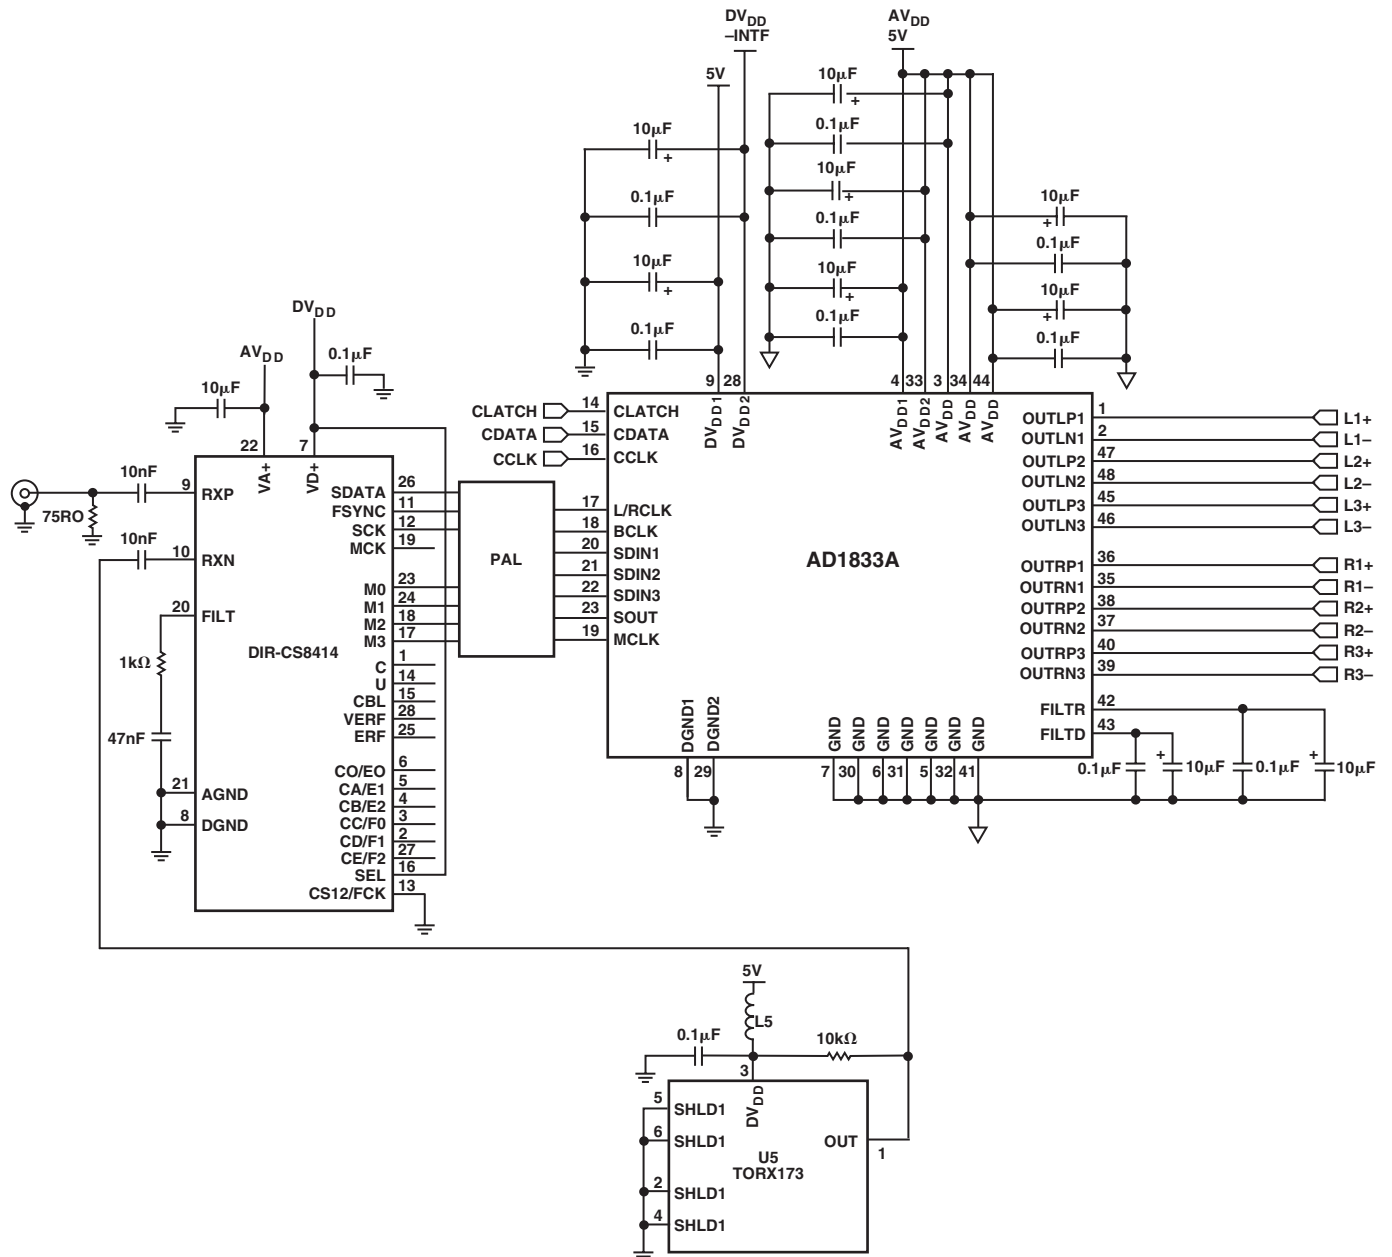 DVDD
–INTF
AVDD
5V
5V
10µF
0.1µF
10µF
0.1µF
10µF
0.1µF
10µF
0.1µF
10µF
0.1µF
10µF
0.1µF
10µF
0.1µF
+
+
+
+
+
+
+
9 28
DVDD1
DVDD2
4 33 3 34 44
AVDD1
AVDD2
AVDD
AVDD
AVDD
DVDD
AVDD
0.1µF
10µF
22
7
VA+
VD+
10nF
9
RXP
75RO
10nF
10
RXN
20
FILT
1kΩ
47nF
21
AGND
8
DGND
DIR-CS8414
SDATA 26
FSYNC 11
SCK 12
MCK 19
M0 23
M1 24
M2 18
M3 17
C 1
U 14
CBL 15
VERF 28
ERF 25
CO/EO 6
CA/E1 5
CB/E2 4
CC/F0 3
CD/F1 2
CE/F2 27
SEL 16
CS12/FCK 13
PAL
CLATCH 14 CLATCH
CDATA 15 CDATA
CCLK 16 CCLK
17 L/RCLK
18 BCLK
20 SDIN1
21 SDIN2
22 SDIN3
23 SOUT
19 MCLK
AD1833A
OUTLP1 1 L1+
OUTLN1 2 L1–
OUTLP2 47 L2+
OUTLN2 48 L2–
OUTLP3 45 L3+
OUTLN3 46 L3–
OUTRP1 36 R1+
OUTRN1 35 R1–
OUTRP2 38 R2+
OUTRN2 37 R2–
OUTRP3 40 R3+
OUTRN3 39 R3–
FILTR 42
FILTD 43
DGND1
DGND2
8 29
GND
GND
GND
GND
GND
GND
GND
7 30 6 31 5 32 41
0.1µF
+
10µF
0.1µF
+
10µF
5V
L5
0.1µF
10kΩ
3
DVDD
5 SHLD1
6 SHLD1
2 SHLD1
4 SHLD1
OUT
1
U5
TORX173